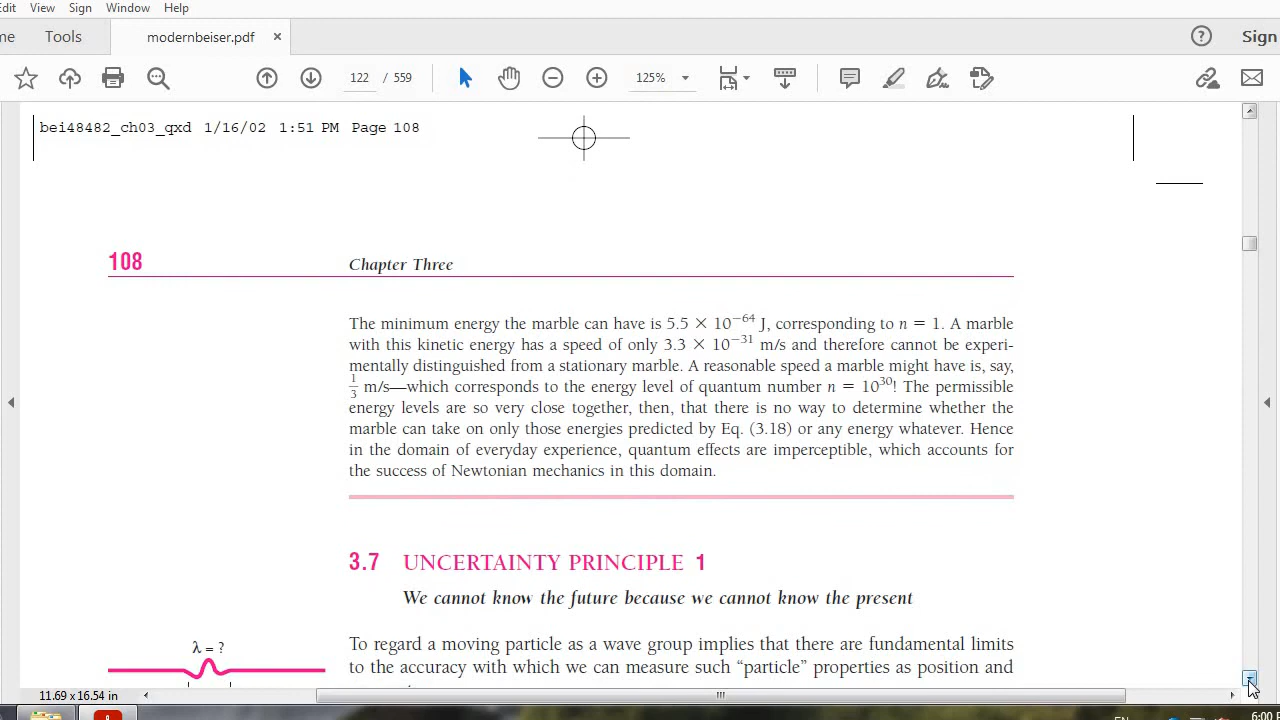 Edit View Sign Window Help
me Tools modernbeiser.pdf × ? Sign
122 / 559 125%
bei48482_ch03_qxd 1/16/02 1:51 PM Page 108
108 Chapter Three
The minimum energy the marble can have is 5.5 × 10⁻⁶⁴ J, corresponding to n = 1. A marble
with this kinetic energy has a speed of only 3.3 × 10⁻³¹ m/s and therefore cannot be experi-
mentally distinguished from a stationary marble. A reasonable speed a marble might have is, say,
1/3 m/s—which corresponds to the energy level of quantum number n = 10³⁰! The permissible
energy levels are so very close together, then, that there is no way to determine whether the
marble can take on only those energies predicted by Eq. (3.18) or any energy whatever. Hence
in the domain of everyday experience, quantum effects are imperceptible, which accounts for
the success of Newtonian mechanics in this domain.
3.7 UNCERTAINTY PRINCIPLE 1
We cannot know the future because we cannot know the present
To regard a moving particle as a wave group implies that there are fundamental limits
λ = ?
to the accuracy with which we can measure such “particle” properties as position and
11.69 x 16.54 in
EN 6:00 P